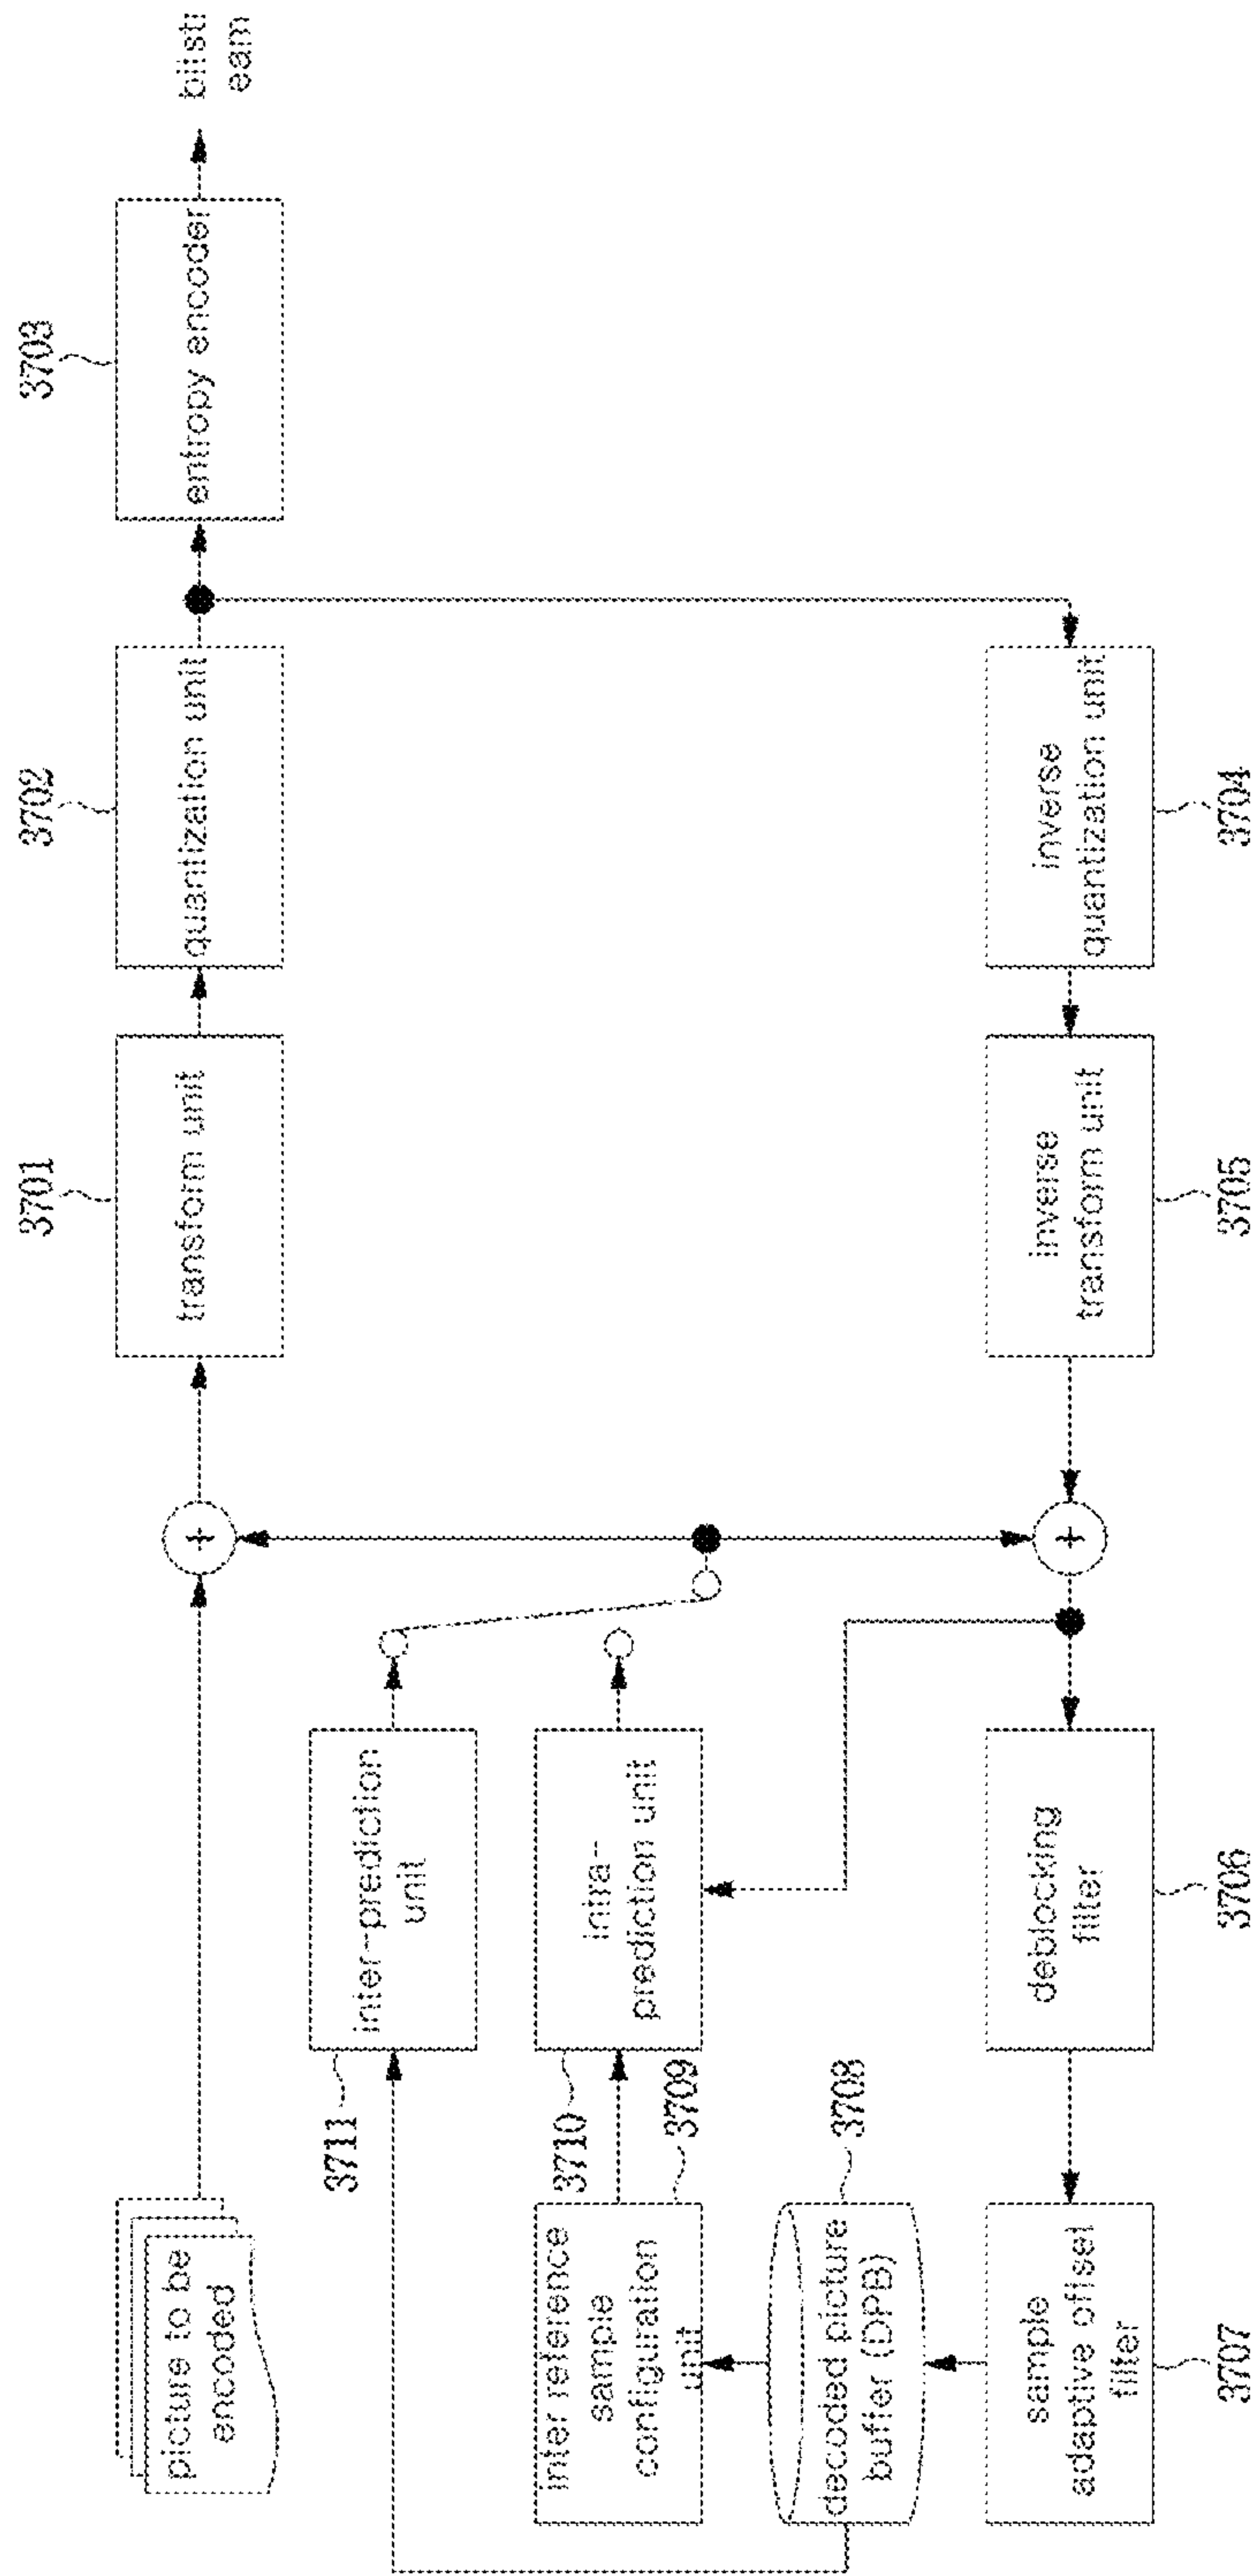 picture to be
encoded
3701
transform unit
3702
quantization unit
3703
entropy encoder
bitstr
eam
3711
inter-prediction
unit
3710
intra-
prediction unit
3709
inter reference
sample
configuration
unit
3708
decoded picture
buffer (DPB)
+
+
inverse
transform unit
3705
inverse
quantization unit
3704
deblocking
filter
3706
sample
adaptive offset
filter
3707